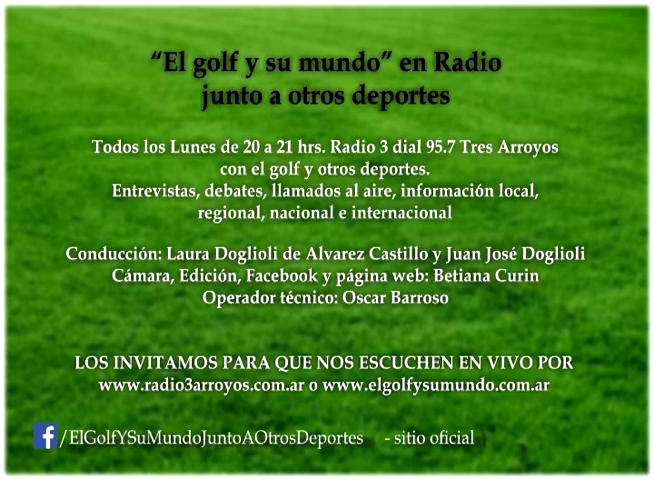 “El golf y su mundo” en Radio
junto a otros deportes
Todos los Lunes de 20 a 21 hrs. Radio 3 dial 95.7 Tres Arroyos
con el golf y otros deportes.
Entrevistas, debates, llamados al aire, información local,
regional, nacional e internacional
Conducción: Laura Doglioli de Alvarez Castillo y Juan José Doglioli
Cámara, Edición, Facebook y página web: Betiana Curin
Operador técnico: Oscar Barroso
LOS INVITAMOS PARA QUE NOS ESCUCHEN EN VIVO POR
www.radio3arroyos.com.ar o www.elgolfysumundo.com.ar
f /ElGolfYSuMundoJuntoAOtrosDeportes - sitio oficial